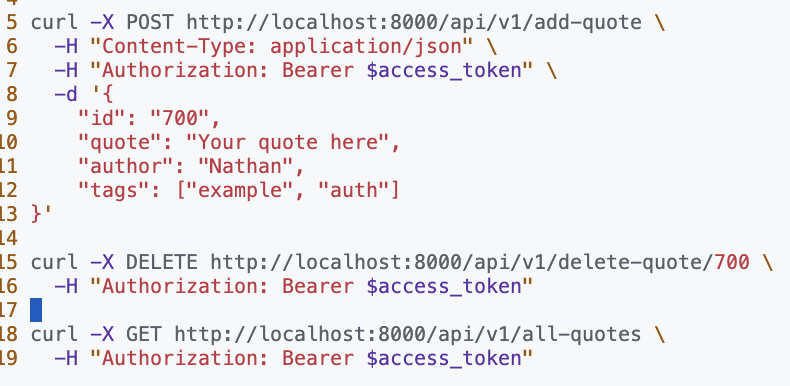 5 curl -X POST http://localhost:8000/api/v1/add-quote \
6   -H "Content-Type: application/json" \
7   -H "Authorization: Bearer $access_token" \
8   -d '{
9     "id": "700",
10     "quote": "Your quote here",
11     "author": "Nathan",
12     "tags": ["example", "auth"]
13 }'
14
15 curl -X DELETE http://localhost:8000/api/v1/delete-quote/700 \
16   -H "Authorization: Bearer $access_token"
17
18 curl -X GET http://localhost:8000/api/v1/all-quotes \
19   -H "Authorization: Bearer $access_token"